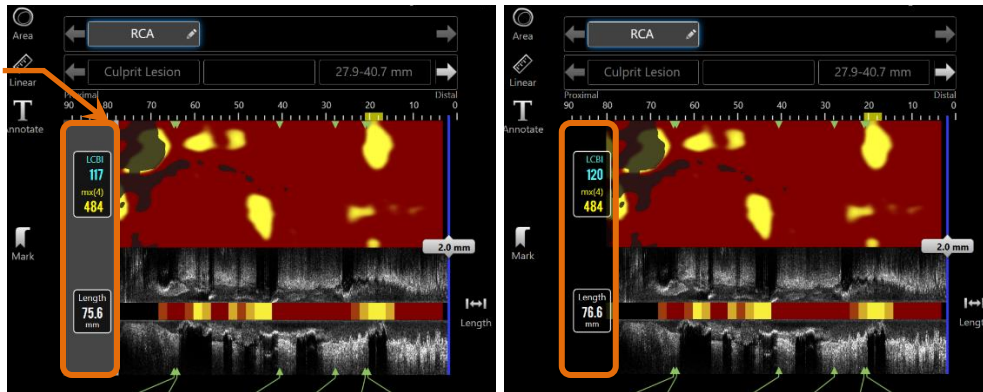 Area
RCA
Linear
Culprit Lesion
27.9-40.7 mm
Proximal
Distal
90 80 70 60 50 40 30 20 10 0
T
Annotate
LCBI
117
mx(4)
484
Mark
2.0 mm
Length
75.6
mm
Length
Area
RCA
Linear
Culprit Lesion
27.9-40.7 mm
Proximal
Distal
90 80 70 60 50 40 30 20 10 0
T
Annotate
LCBI
120
mx(4)
484
Mark
2.0 mm
Length
76.6
mm
Length